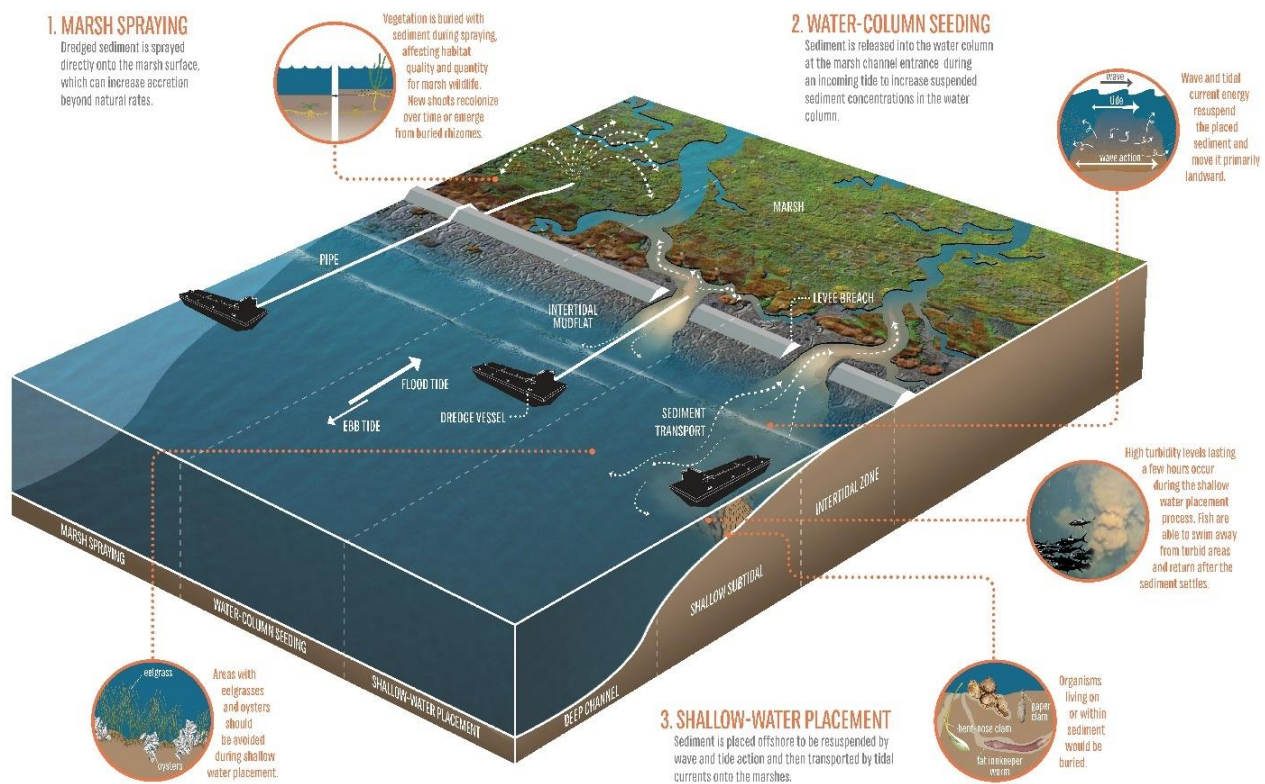 1. MARSH SPRAYING
Dredged sediment is sprayed
directly onto the marsh surface,
which can increase accretion
beyond natural rates.
Vegetation is buried with
sediment during spraying,
affecting habitat
quality and quantity
for marsh wildlife.
New shoots recolonize
over time or emerge
from buried rhizomes.
2. WATER-COLUMN SEEDING
Sediment is released into the water column
at the marsh channel entrance during
an incoming tide to increase suspended
sediment concentrations in the water
column.
wave
tide
wave action
Wave and tidal
current energy
resuspend
the placed
sediment and
move it primarily
landward.
MARSH
PIPE
LEVEE BREACH
INTERTIDAL
MUDFLAT
FLOOD TIDE
EBB TIDE
DREDGE VESSEL
SEDIMENT
TRANSPORT
High turbidity levels lasting
a few hours occur
during the shallow
water placement
process. Fish are
able to swim away
from turbid areas
and return after the
sediment settles.
INTERTIDAL ZONE
SHALLOW SUBTIDAL
DEEP CHANNEL
MARSH SPRAYING
WATER-COLUMN SEEDING
SHALLOW-WATER PLACEMENT
eelgrass
oysters
Areas with
eelgrasses
and oysters
should
be avoided
during shallow
water placement.
3. SHALLOW-WATER PLACEMENT
Sediment is placed offshore to be resuspended by
wave and tide action and then transported by tidal
currents onto the marshes.
gaper
clam
bent-nose clam
fat innkeeper
worm
Organisms
living on
or within
sediment
would be
buried.